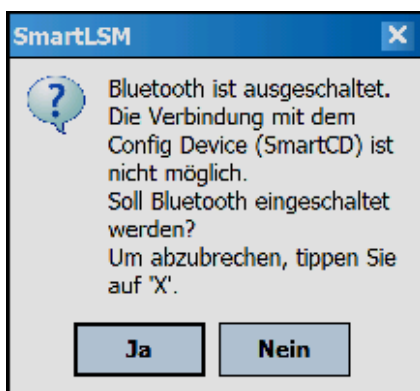 SmartLSM
Bluetooth ist ausgeschaltet.
Die Verbindung mit dem
Config Device (SmartCD) ist
nicht möglich.
Soll Bluetooth eingeschaltet
werden?
Um abzubrechen, tippen Sie
auf 'X'.
Ja Nein